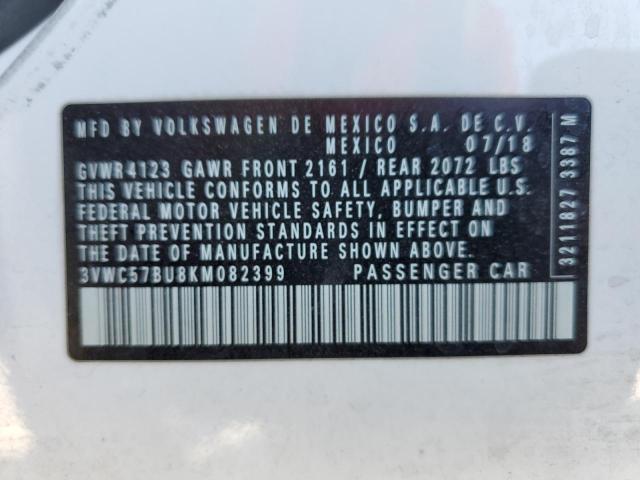 MFD BY VOLKSWAGEN DE MEXICO S.A. DE C.V.
MEXICO 07/18
GVWR 4123 GAWR FRONT 2161 / REAR 2072 LBS
THIS VEHICLE CONFORMS TO ALL APPLICABLE U.S.
FEDERAL MOTOR VEHICLE SAFETY, BUMPER AND
THEFT PREVENTION STANDARDS IN EFFECT ON
THE DATE OF MANUFACTURE SHOWN ABOVE.
3VWC57BU8KM082399 PASSENGER CAR
3211827 3387 M